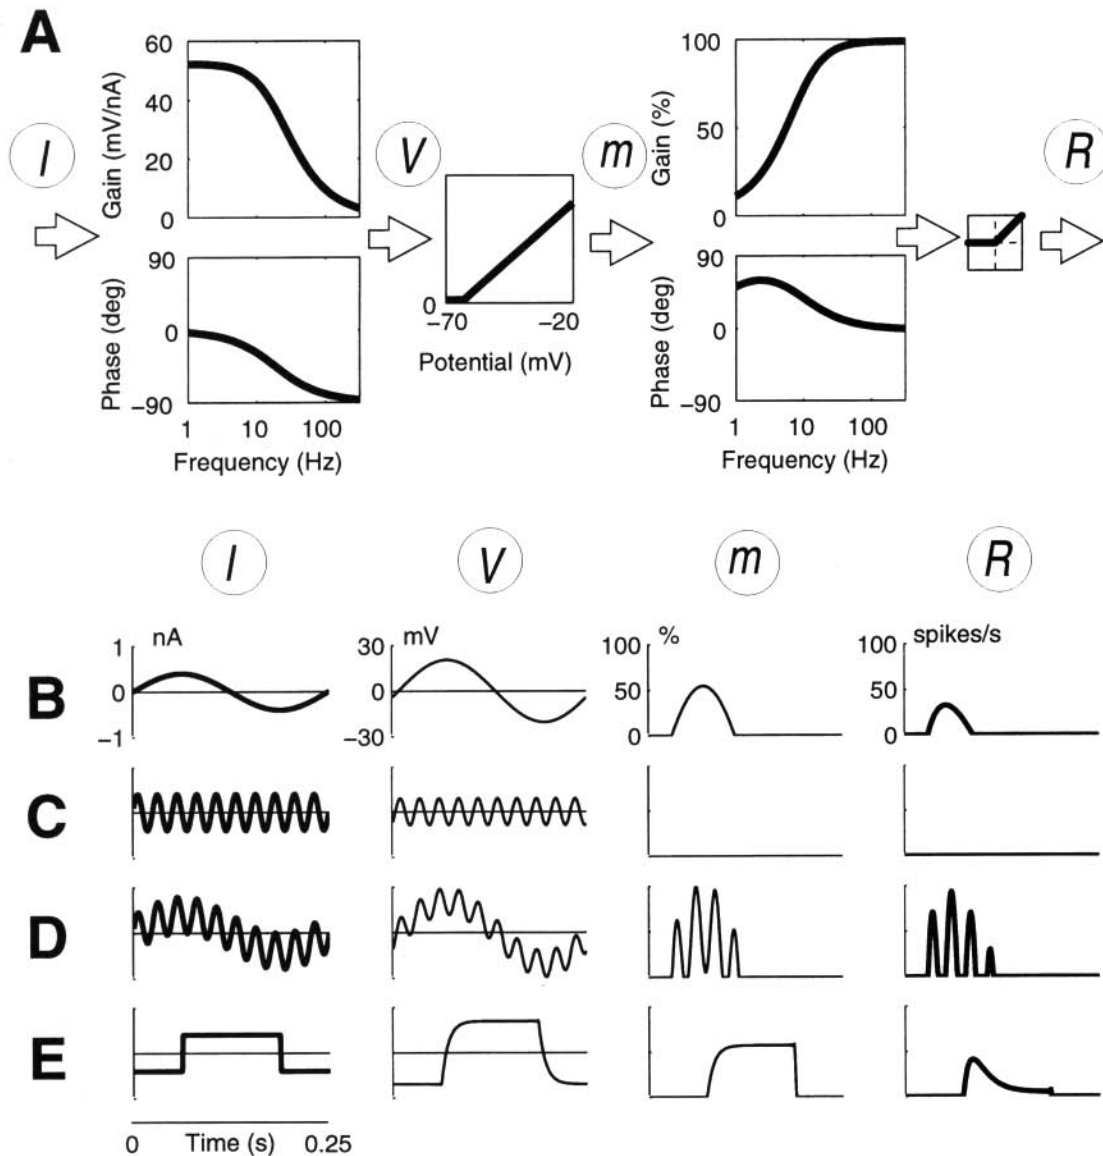 A
60
40
20
0
Gain (mV/nA)
90
0
−90
Phase (deg)
1 10 100
Frequency (Hz)
I
V
0
−70 −20
Potential (mV)
m
100
50
0
Gain (%)
90
0
−90
Phase (deg)
1 10 100
Frequency (Hz)
R
I V m R
B
nA
1
0
−1
mV
30
0
−30
%
100
50
0
spikes/s
100
50
0
C
D
E
0 Time (s) 0.25